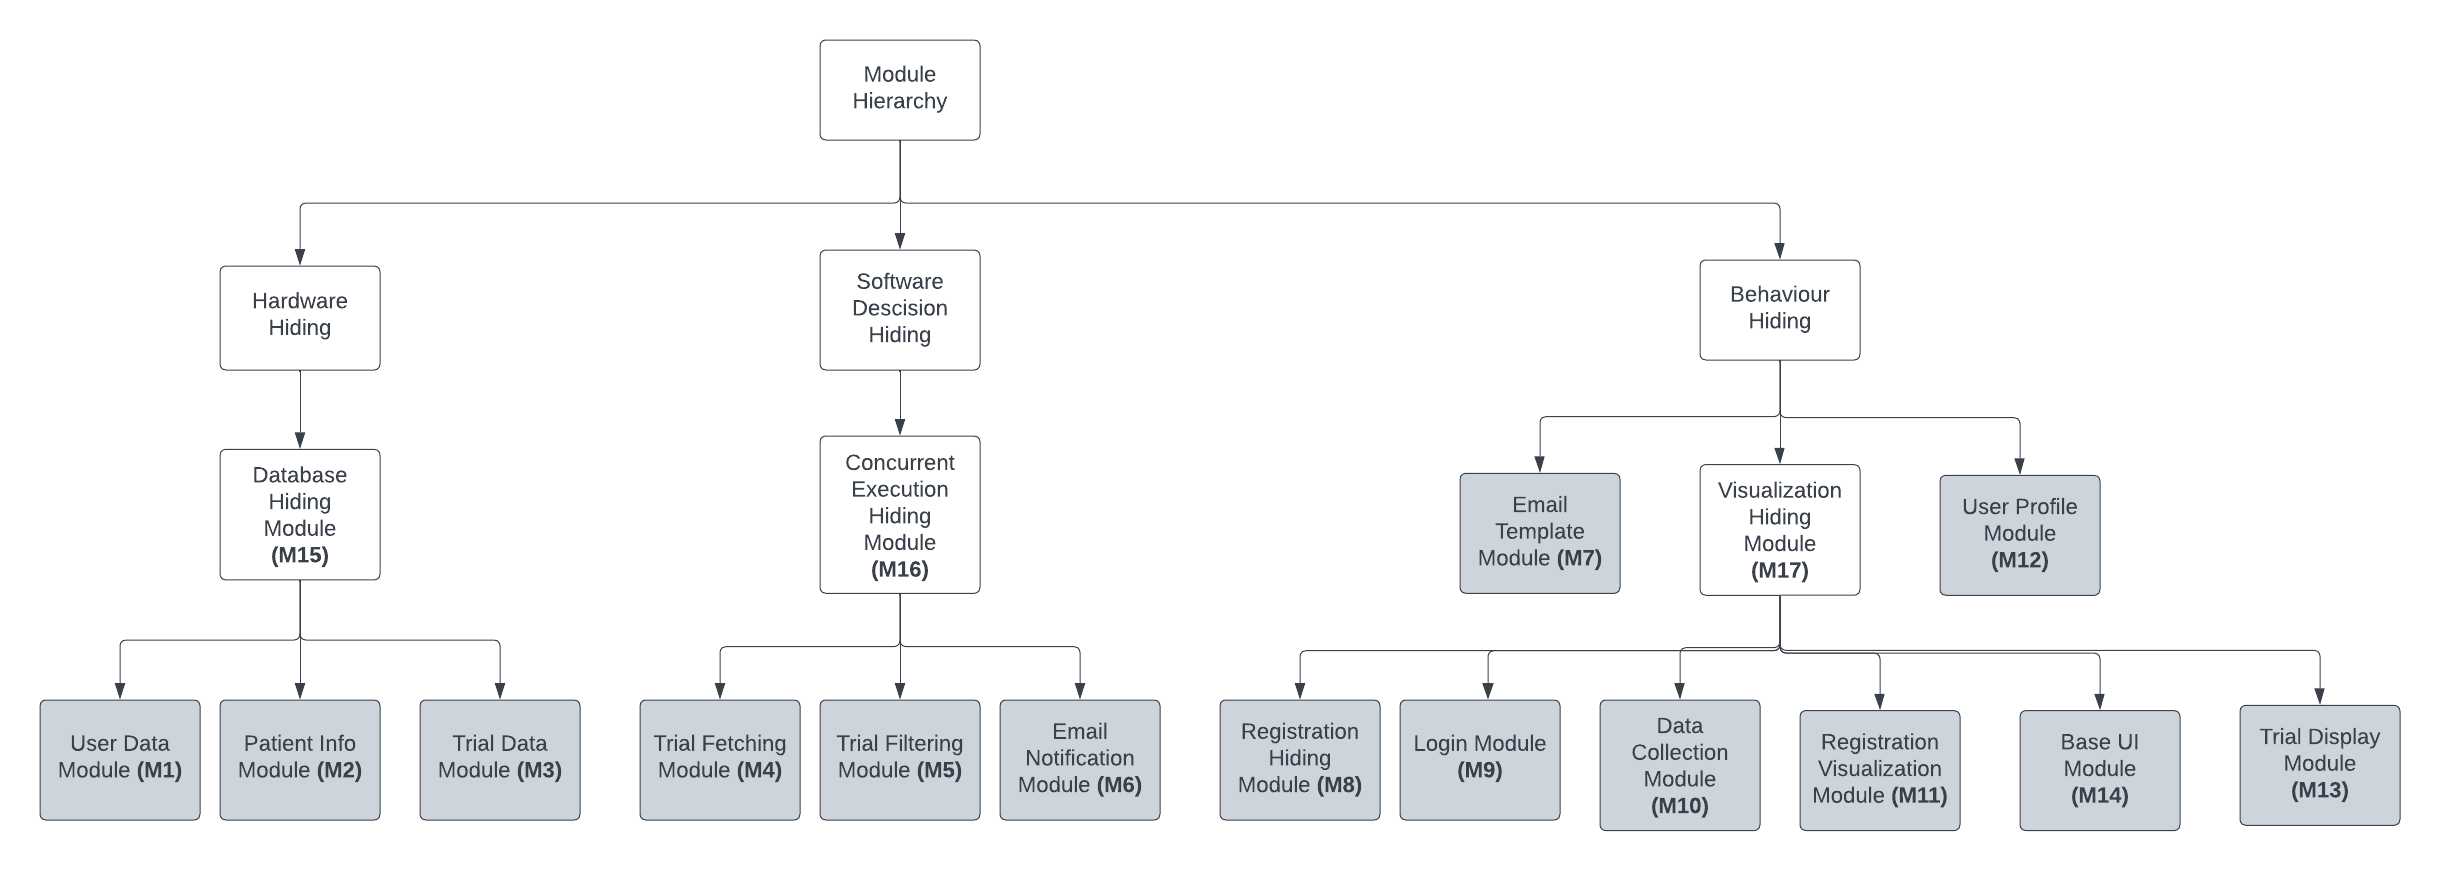 Module
Hierarchy
Hardware
Hiding
Software
Descision
Hiding
Behaviour
Hiding
Database
Hiding
Module
(M15)
Concurrent
Execution
Hiding
Module
(M16)
Email
Template
Module (M7)
Visualization
Hiding
Module
(M17)
User Profile
Module
(M12)
User Data
Module (M1)
Patient Info
Module (M2)
Trial Data
Module (M3)
Trial Fetching
Module (M4)
Trial Filtering
Module (M5)
Email
Notification
Module (M6)
Registration
Hiding
Module (M8)
Login Module
(M9)
Data
Collection
Module
(M10)
Registration
Visualization
Module (M11)
Base UI
Module
(M14)
Trial Display
Module
(M13)